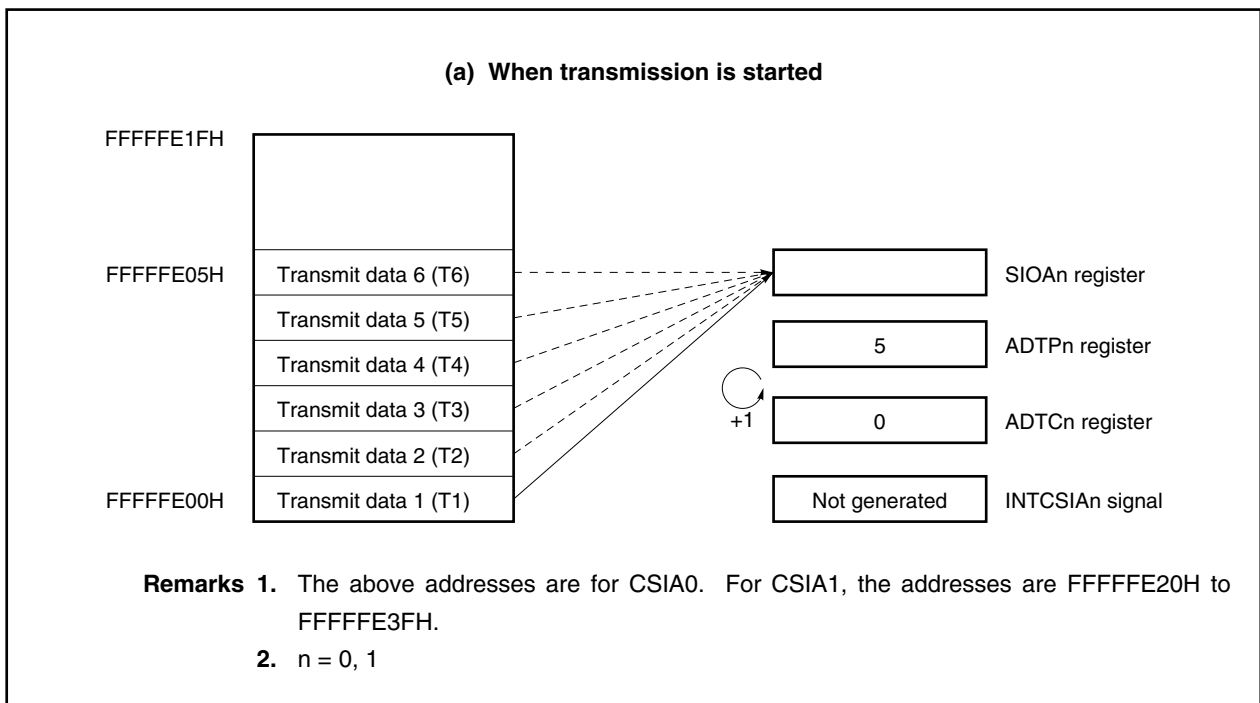 (a) When transmission is started
FFFFFE1FH
FFFFFE05H Transmit data 6 (T6) SIOAn register
Transmit data 5 (T5) 5 ADTPn register
Transmit data 4 (T4)
Transmit data 3 (T3) +1 0 ADTCn register
Transmit data 2 (T2)
FFFFFE00H Transmit data 1 (T1) Not generated INTCSIAn signal
Remarks 1. The above addresses are for CSIA0. For CSIA1, the addresses are FFFFFE20H to
FFFFFE3FH.
2. n = 0, 1